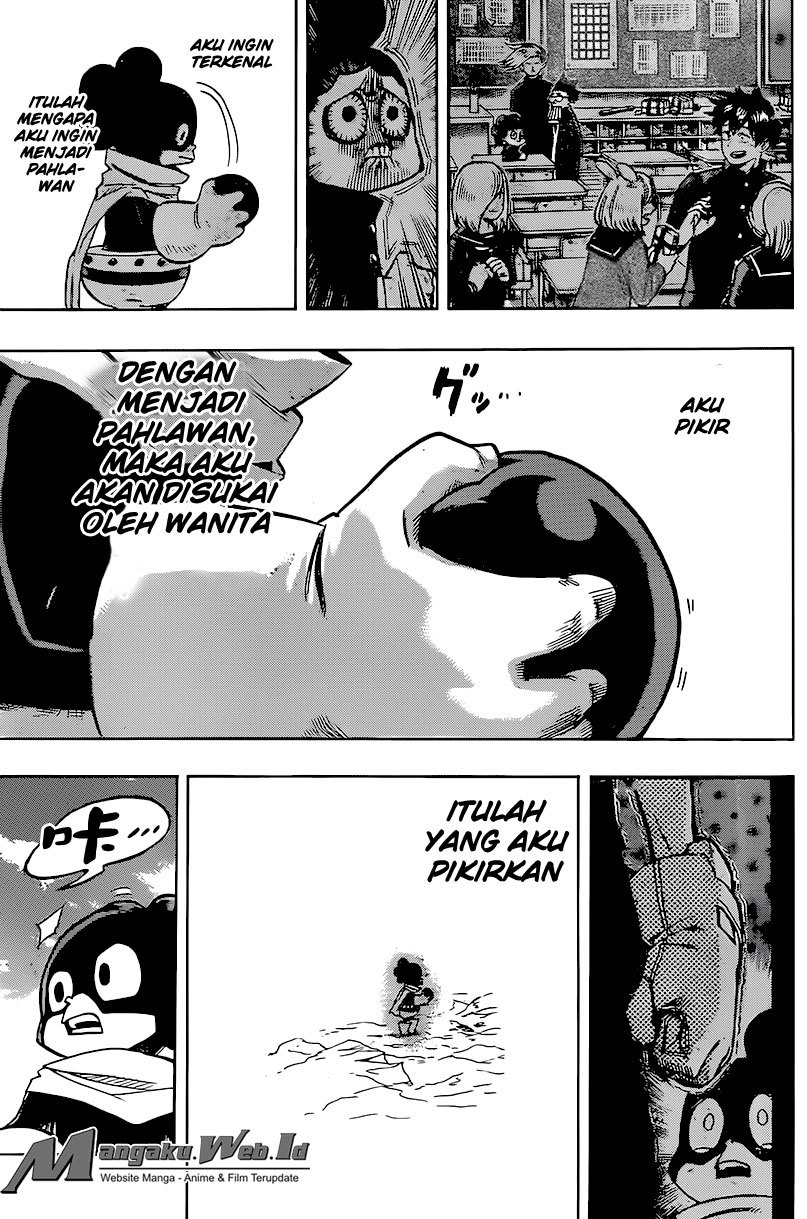 AKU INGIN
TERKENAL
ITULAH
MENGAPA
AKU INGIN
MENJADI
PAHLA-
WAN
AKU
PIKIR
グッ...
DENGAN
MENJADI
PAHLAWAN,
MAKA AKU
AKAN DISUKAI
OLEH WANITA
ITULAH
YANG AKU
PIKIRKAN
咔...
Mangaku.Web.Id
Website Manga - Anime & Film Terupdate